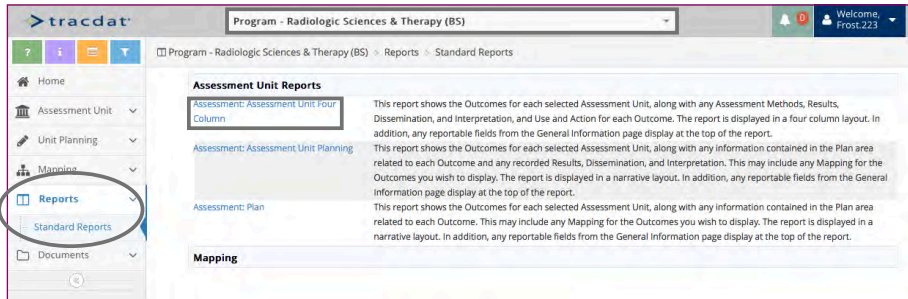 tracdat
Program - Radiologic Sciences & Therapy (BS)
0
Welcome,
Frost.223
? i
Program - Radiologic Sciences & Therapy (BS) > Reports > Standard Reports
Home
Assessment Unit
Unit Planning
Mapping
Reports
Standard Reports
Documents
Assessment Unit Reports
Assessment: Assessment Unit Four
Column
This report shows the Outcomes for each selected Assessment Unit, along with any Assessment Methods, Results,
Dissemination, and Interpretation, and Use and Action for each Outcome. The report is displayed in a four column layout. In
addition, any reportable fields from the General Information page display at the top of the report.
Assessment: Assessment Unit Planning
This report shows the Outcomes for each selected Assessment Unit, along with any information contained in the Plan area
related to each Outcome and any recorded Results, Dissemination, and Interpretation. This may include any Mapping for the
Outcomes you wish to display. The report is displayed in a narrative layout. In addition, any reportable fields from the General
Information page display at the top of the report.
Assessment: Plan
This report shows the Outcomes for each selected Assessment Unit, along with any information contained in the Plan area
related to each Outcome. This may include any Mapping for the Outcomes you wish to display. The report is displayed in a
narrative layout. In addition, any reportable fields from the General Information page display at the top of the report.
Mapping